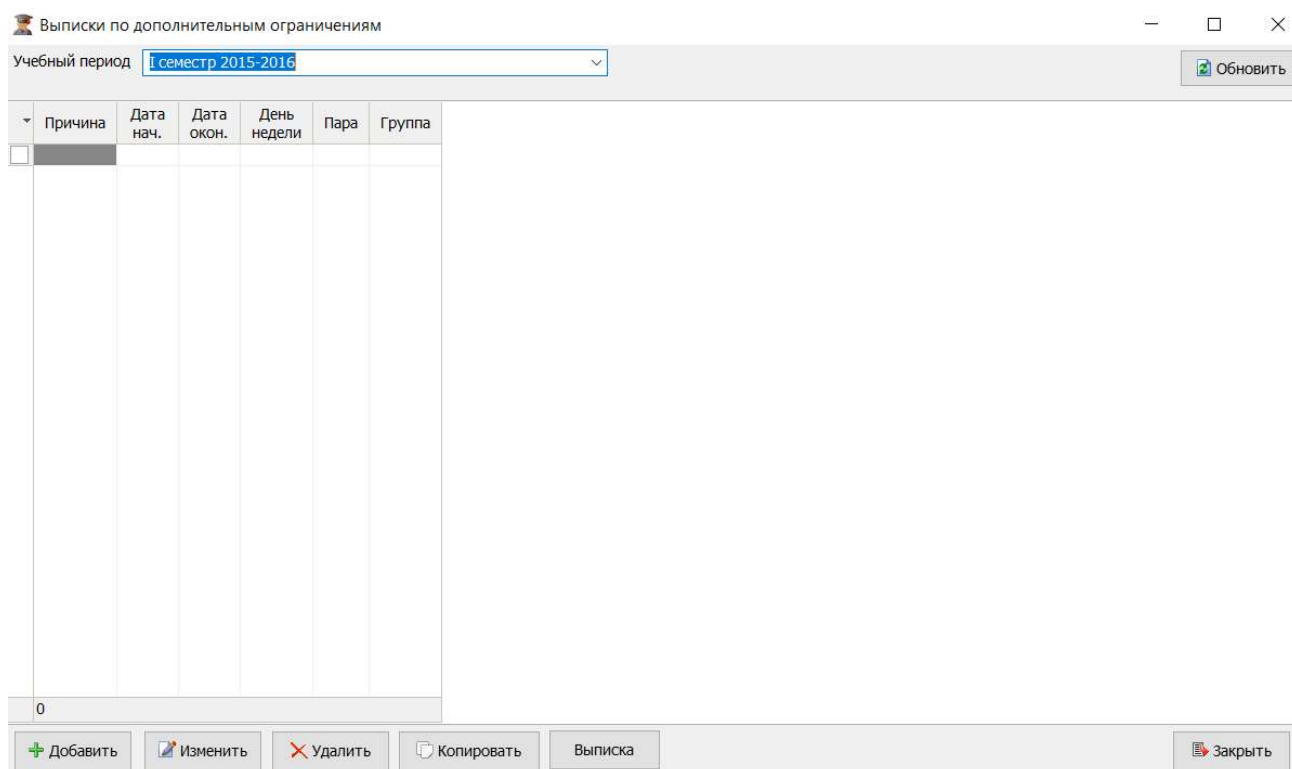 Выписки по дополнительным ограничениям
Учебный период I семестр 2015-2016
Обновить
Причина Дата нач. Дата окон. День недели Пара Группа
0
Добавить Изменить Удалить Копировать Выписка Закрыть